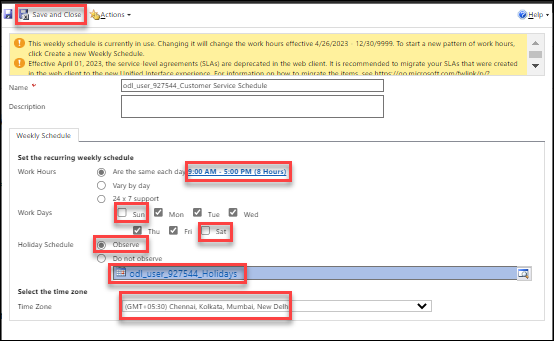 Save and Close Actions Help
This weekly schedule is currently in use. Changing it will change the work hours effective 4/26/2023 - 12/30/9999. To start a new pattern of work hours,
click Create a new Weekly Schedule.
Effective April 01, 2023, the service-level agreements (SLAs) are deprecated in the web client. It is recommended to migrate your SLAs that were created
in the web client to the new Unified Interface experience. For information on how to migrate the items, see https://go.microsoft.com/fwlink/p/?
Name * odl_user_927544_Customer Service Schedule
Description
Weekly Schedule
Set the recurring weekly schedule
Work Hours Are the same each day 9:00 AM - 5:00 PM (8 Hours)
Vary by day
24 x 7 support
Work Days Sun Mon Tue Wed
Thu Fri Sat
Holiday Schedule Observe
Do not observe
odl_user_927544_Holidays
Select the time zone
Time Zone (GMT+05:30) Chennai, Kolkata, Mumbai, New Delhi